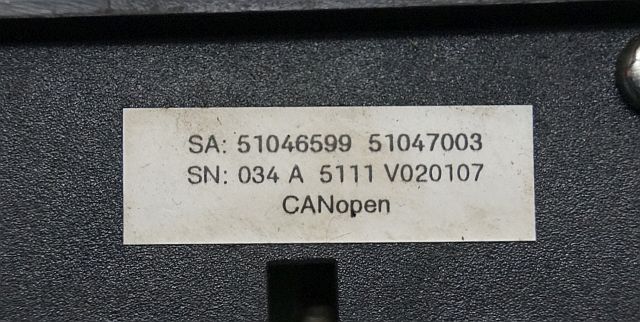 SA: 51046599 51047003
SN: 034 A 5111 V020107
CANopen